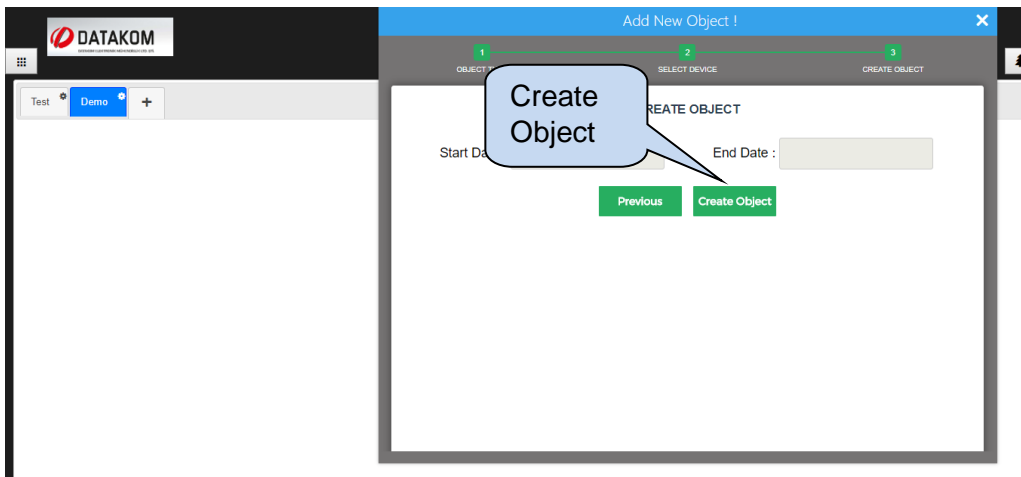 Add New Object !
DATAKOM
1
2
3
OBJECT T
SELECT DEVICE
CREATE OBJECT
Test
Demo
+
Create
Object
REATE OBJECT
Start Da
End Date :
Previous
Create Object